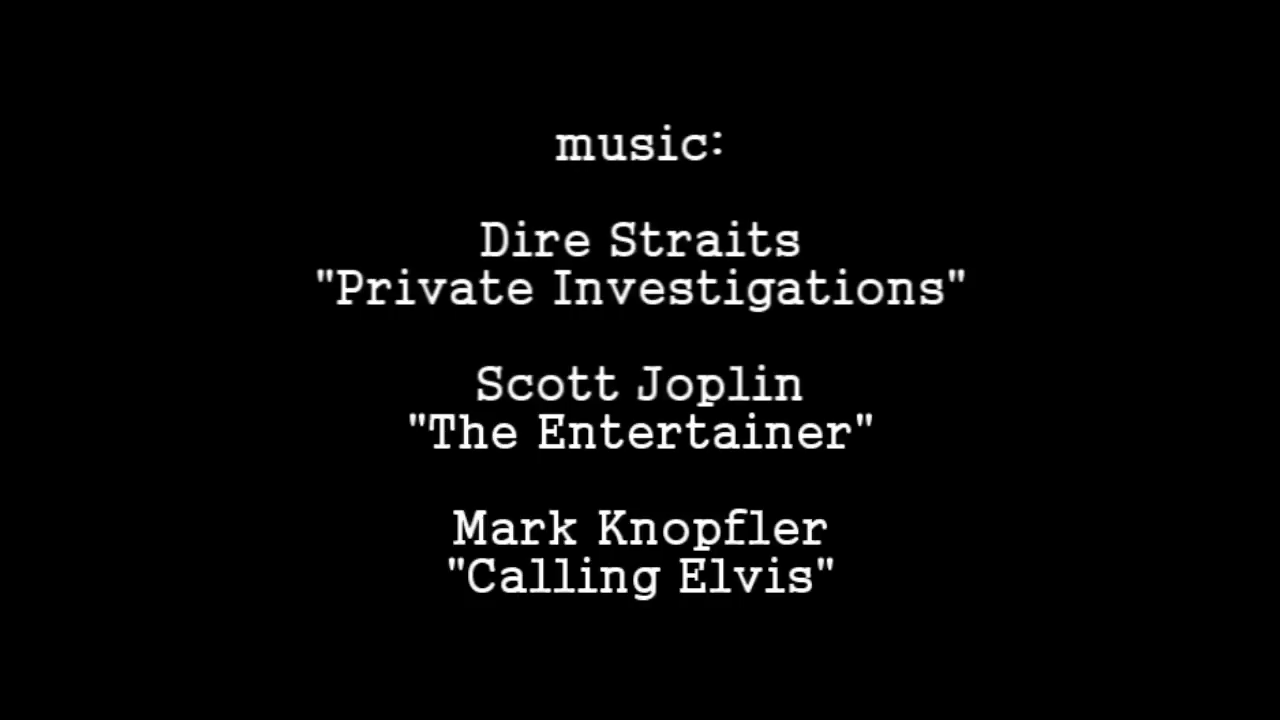 music:
Dire Straits
"Private Investigations"
Scott Joplin
"The Entertainer"
Mark Knopfler
"Calling Elvis"